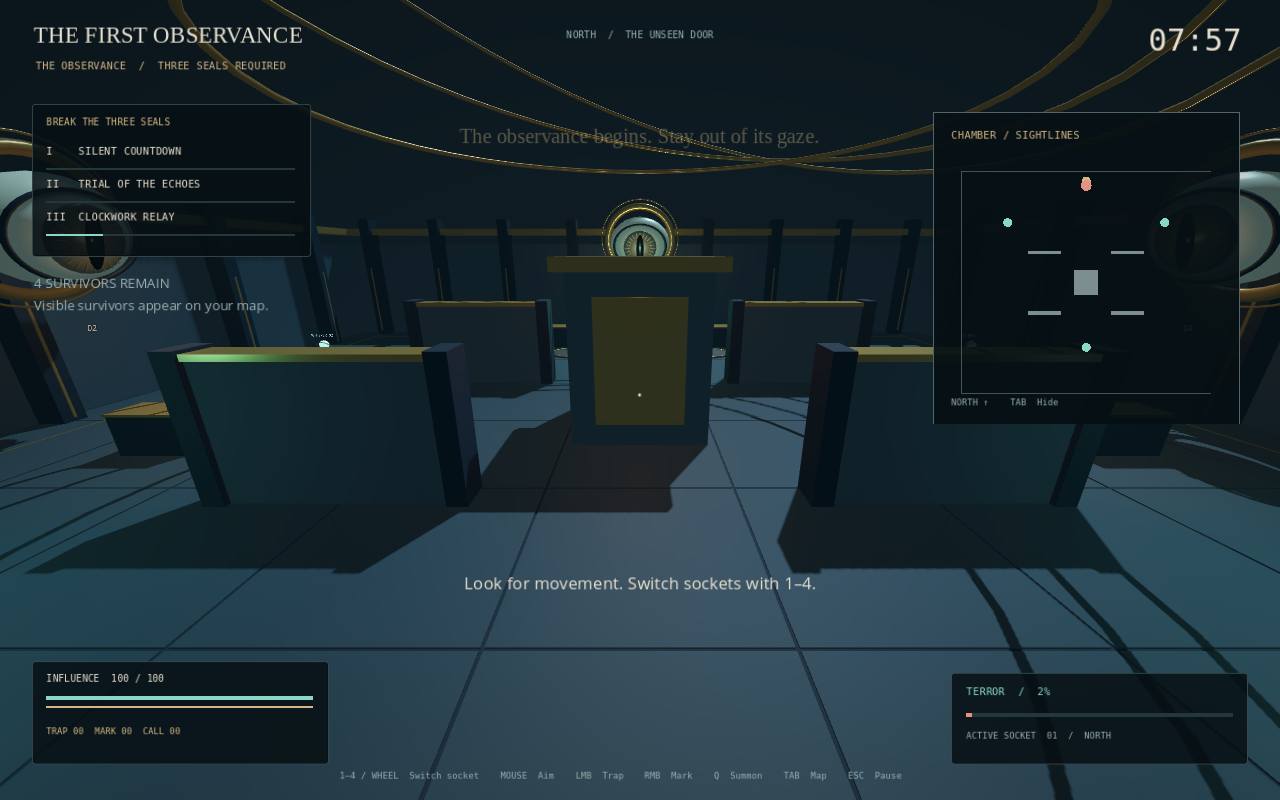 THE FIRST OBSERVANCE
THE OBSERVANCE / THREE SEALS REQUIRED
NORTH / THE UNSEEN DOOR
07:57
BREAK THE THREE SEALS
I SILENT COUNTDOWN
II TRIAL OF THE ECHOES
III CLOCKWORK RELAY
The observance begins. Stay out of its gaze.
CHAMBER / SIGHTLINES
NORTH ↑ TAB Hide
4 SURVIVORS REMAIN
Visible survivors appear on your map.
D2
Look for movement. Switch sockets with 1–4.
INFLUENCE 100 / 100
TRAP 00 MARK 00 CALL 00
TERROR / 2%
ACTIVE SOCKET 01 / NORTH
1–4 / WHEEL Switch socket MOUSE Aim LMB Trap RMB Mark Q Summon TAB Map ESC Pause